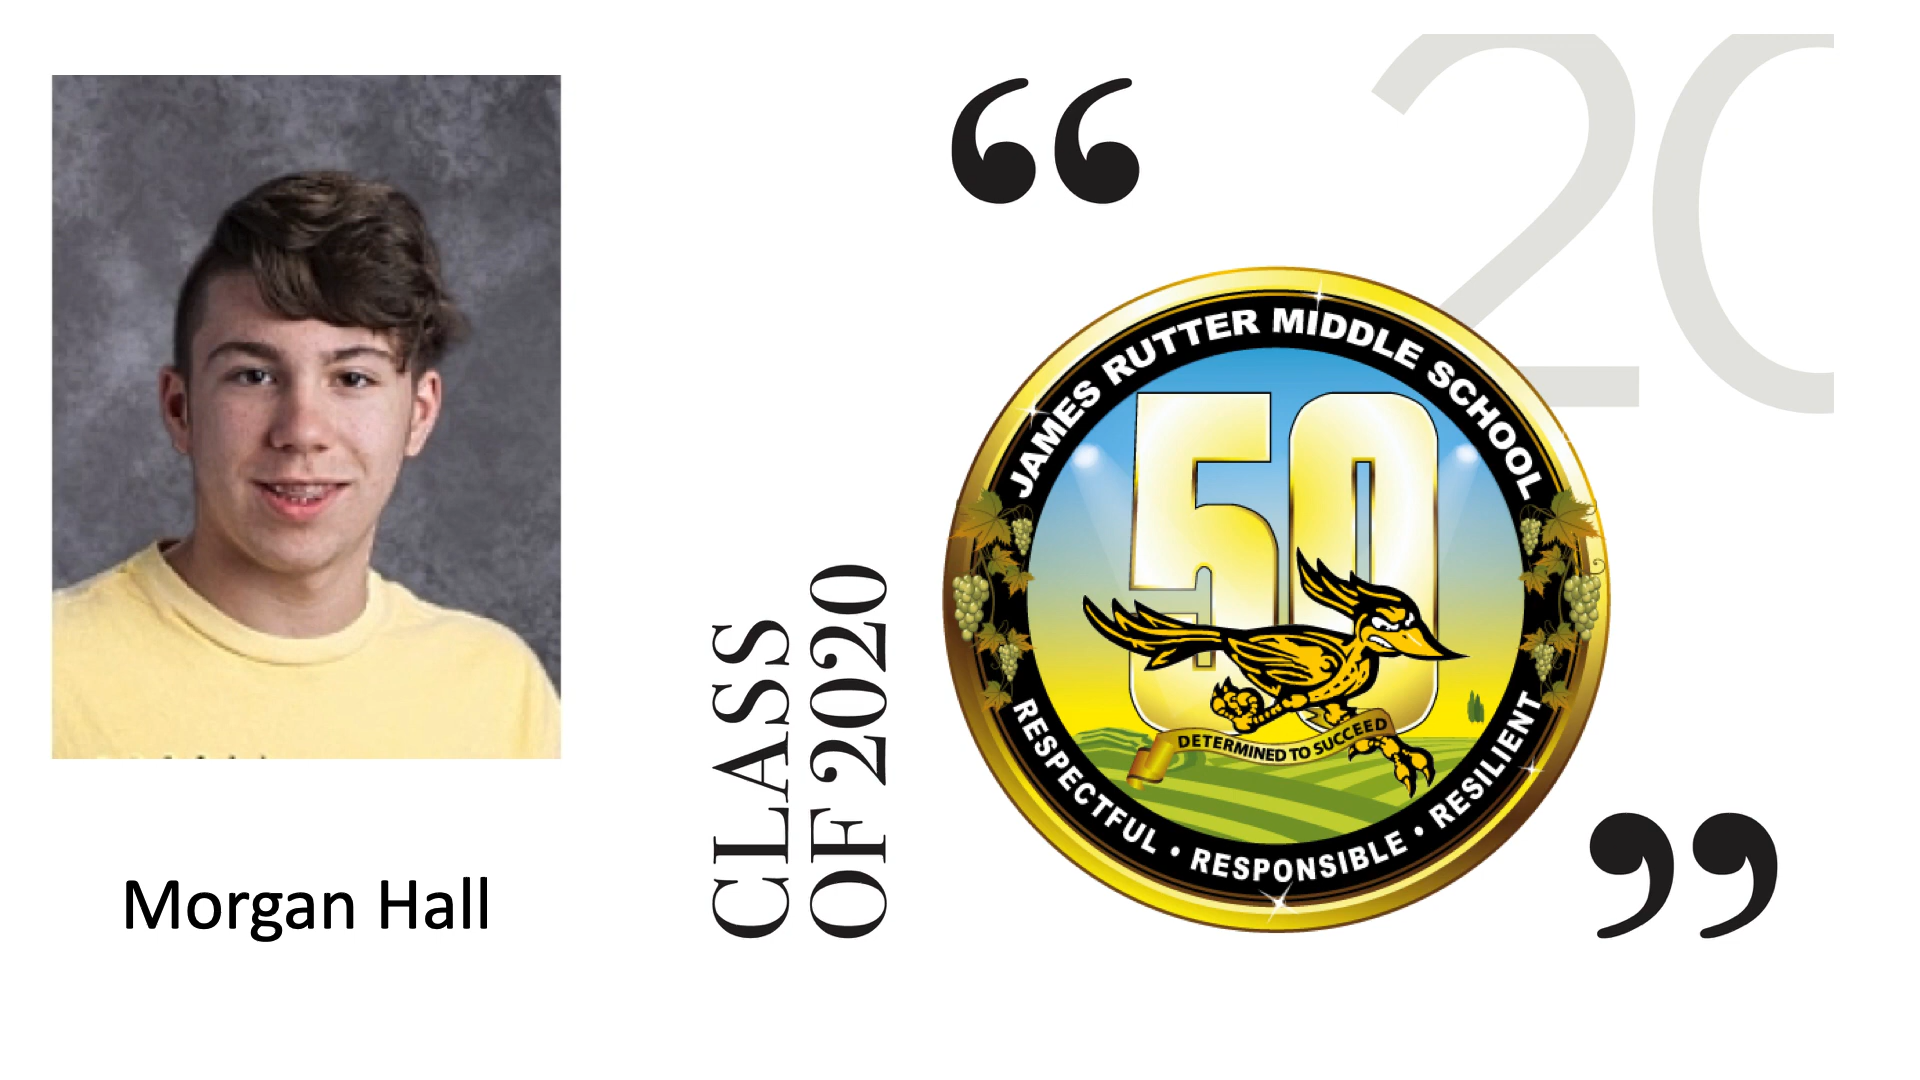 Morgan Hall
CLASS
OF 2020
“
20
JAMES RUTTER MIDDLE SCHOOL
50
DETERMINED TO SUCCEED
RESPECTFUL • RESPONSIBLE • RESILIENT
”